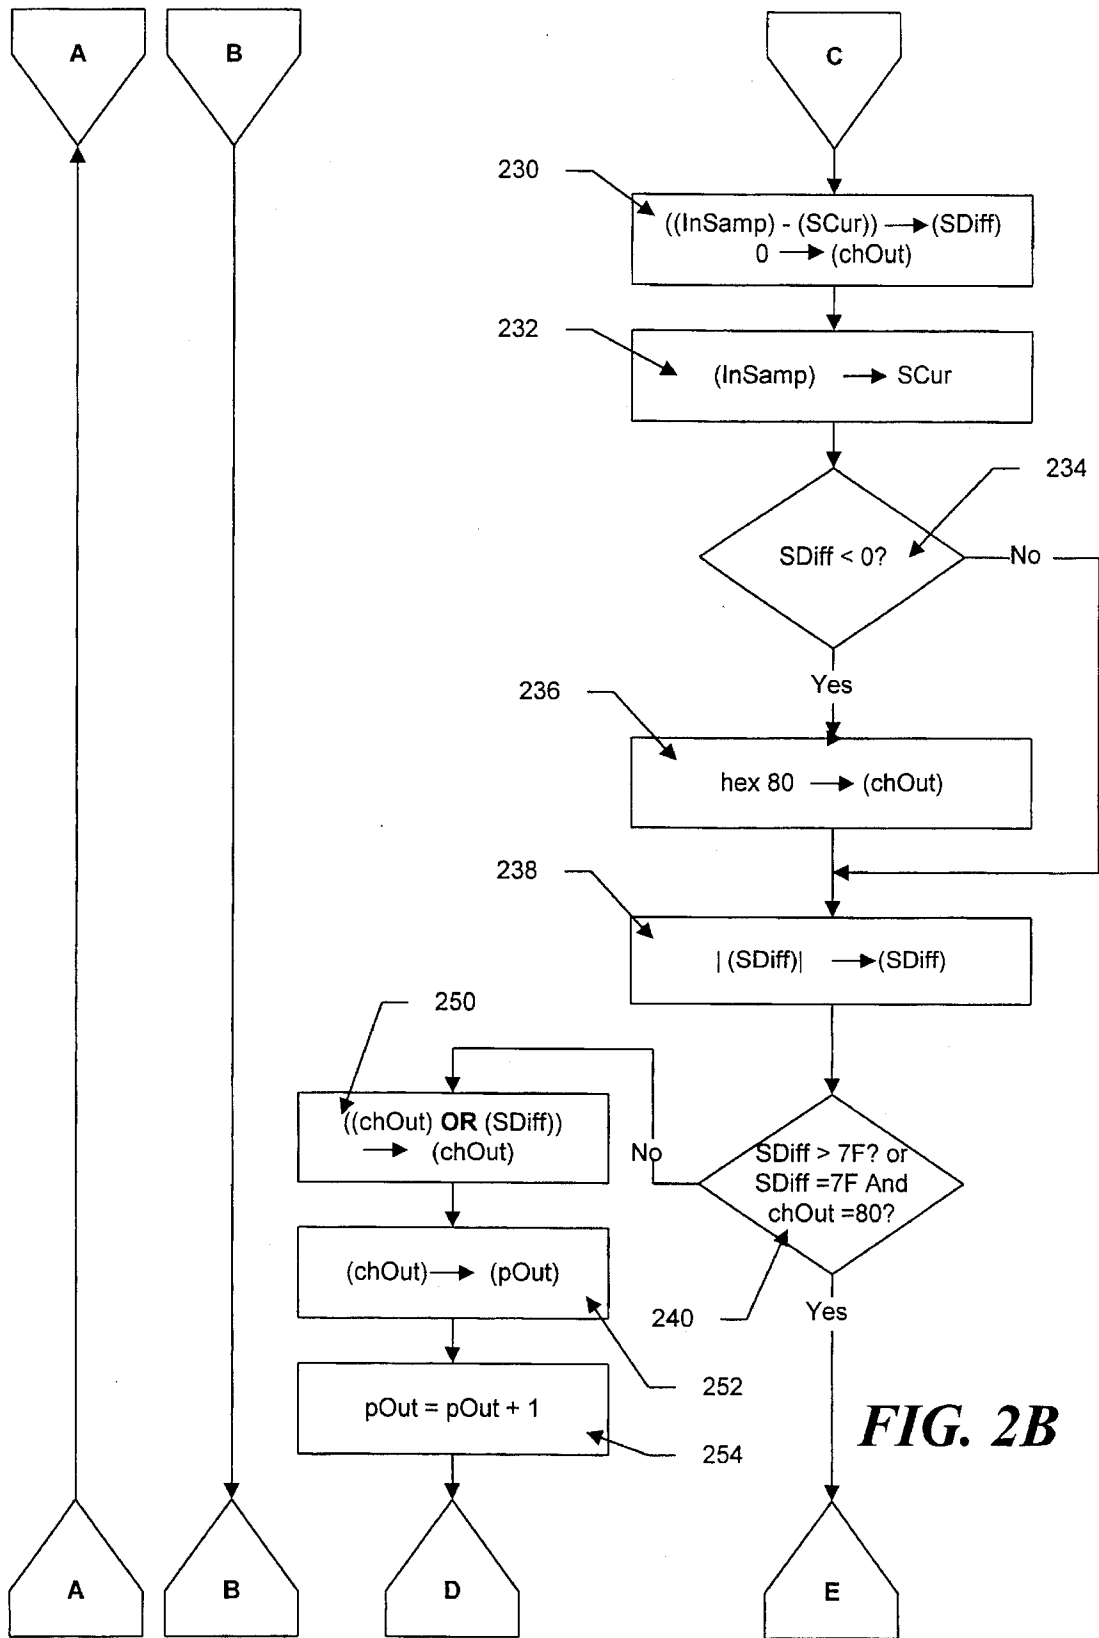 A
B
C
230
((InSamp) - (SCur)) → (SDiff)
0 → (chOut)
232
(InSamp) → SCur
234
SDiff < 0?
No
Yes
236
hex 80 → (chOut)
238
| (SDiff)| → (SDiff)
250
((chOut) OR (SDiff))
→ (chOut)
No
SDiff > 7F? or
SDiff =7F And
chOut =80?
(chOut) → (pOut)
240
Yes
252
pOut = pOut + 1
254
FIG. 2B
A
B
D
E